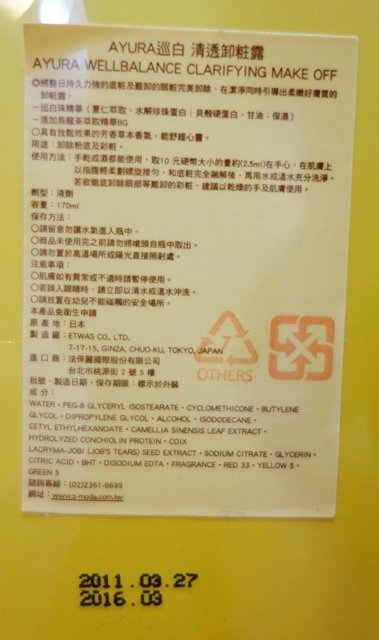 AYURA巡白 清透卸粧露
AYURA WELLBALANCE CLARIFYING MAKE OFF
◎將整日持久力強的底粧及難卸的眼粧完美卸除，在潔淨同時引導出柔嫩好膚質的
卸粧露。
－巡白珠精華（薏仁萃取、水解珍珠蛋白｜貝殼硬蛋白、甘油：保濕）
－添加烏龍茶萃取精華BG
○具有放鬆效果的芳香草本香氣，能舒緩心靈。
用途：卸除粉底及彩粧。
使用方法：手乾或濕都能使用，取10 元硬幣大小的量約(2.5ml)在手心，在肌膚上
以指腹輕柔劃螺旋推勻，和底粧完全融解後，再用水或溫水充分洗淨。
若欲徹底卸除眼部等難卸的彩粧，建議以乾燥的手及肌膚使用。
劑型：液劑
容量：170ml
保存方法：
○請留意勿讓水氣進入瓶中。
○商品未使用完之前請勿將噴頭自瓶中取出。
○請勿置於高溫場所或陽光直接照射處。
注意事項：
○肌膚如有異常或不適時請暫停使用。
○若誤入眼睛時，請立即以清水或溫水沖洗。
○請放置在幼兒不能碰觸的安全場所。
本產品免衛生申請
原產地：日本
製造廠：ETWAS CO., LTD.
7-17-15, GINZA, CHUO-KU, TOKYO, JAPAN
進口商：法徠麗國際股份有限公司
台北市桃源街 2 號 5 樓
OTHERS
批號、製造日期、保存期限：標示於外裝
成分：
WATER・PEG-8 GLYCERYL ISOSTEARATE・CYCLOMETHICONE・BUTYLENE
GLYCOL・DIPROPYLENE GLYCOL・ALCOHOL・ISODODECANE・
CETYL ETHYLHEXANOATE・CAMELLIA SINENSIS LEAF EXTRACT・
HYDROLYZED CONCHIOLIN PROTEIN・COIX
LACRYMA-JOBI (JOB'S TEARS) SEED EXTRACT・SODIUM CITRATE・GLYCERIN・
CITRIC ACID・BHT・DISODIUM EDTA・FRAGRANCE・RED 33・YELLOW 5・
GREEN 5
諮詢專線：(02)2361-6699
網址：www.s-moda.com.tw
2011.03.27
2016.03